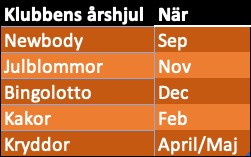 Klubbens årshjul När
Newbody Sep
Julblommor Nov
Bingolotto Dec
Kakor Feb
Kryddor April/Maj